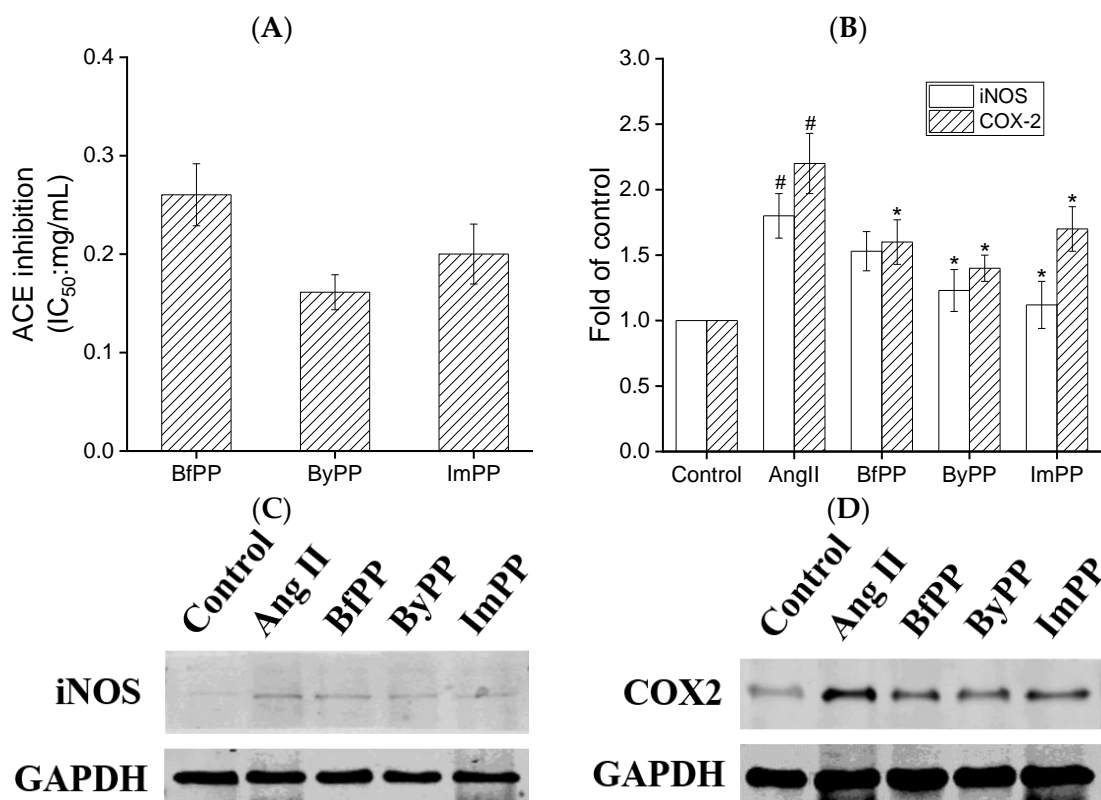 (A)
0.4
0.3
0.2
0.1
0.0
ACE inhibition
(IC50:mg/mL)
BfPP ByPP ImPP
(B)
3.0
2.5
2.0
1.5
1.0
0.5
0.0
Fold of control
iNOS
COX-2
# #
* * * * *
Control AngII BfPP ByPP ImPP
(C)
Control Ang II BfPP ByPP ImPP
iNOS
GAPDH
(D)
Control Ang II BfPP ByPP ImPP
COX2
GAPDH